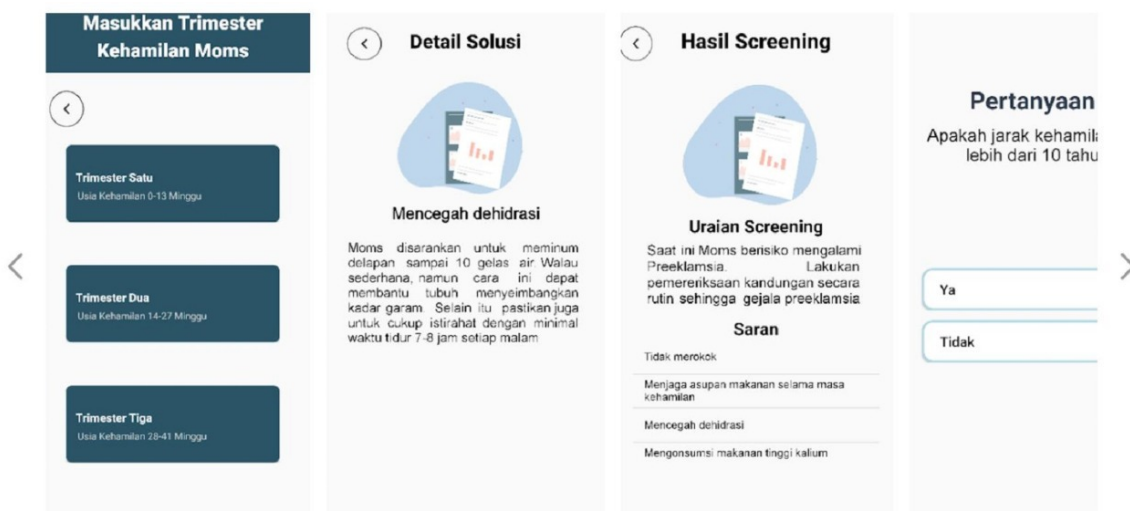 Masukkan Trimester
Kehamilan Moms
Trimester Satu
Usia Kehamilan 0-13 Minggu
Trimester Dua
Usia Kehamilan 14-27 Minggu
Trimester Tiga
Usia Kehamilan 28-41 Minggu
Detail Solusi
Mencegah dehidrasi
Moms disarankan untuk meminum
delapan sampai 10 gelas air. Walau
sederhana, namun cara ini dapat
membantu tubuh menyeimbangkan
kadar garam. Selain itu pastikan juga
untuk cukup istirahat dengan minimal
waktu tidur 7-8 jam setiap malam
Hasil Screening
Uraian Screening
Saat ini Moms berisiko mengalami
Preeklamsia. Lakukan
pemereriksaan kandungan secara
rutin sehingga gejala preeklamsia
Saran
Tidak merokok
Menjaga asupan makanan selama masa
kehamilan
Mencegah dehidrasi
Mengonsumsi makanan tinggi kalium
Pertanyaan
Apakah jarak kehamila
lebih dari 10 tahu
Ya
Tidak